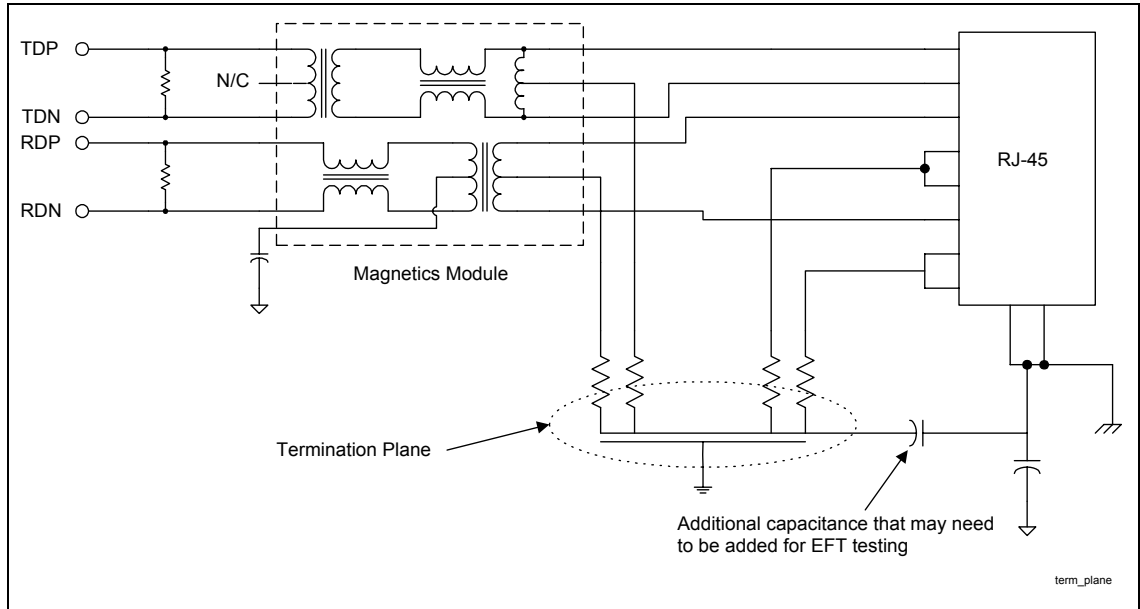 TDP
N/C
TDN
RDP
RDN
RJ-45
Magnetics Module
Termination Plane
Additional capacitance that may need
to be added for EFT testing
term_plane